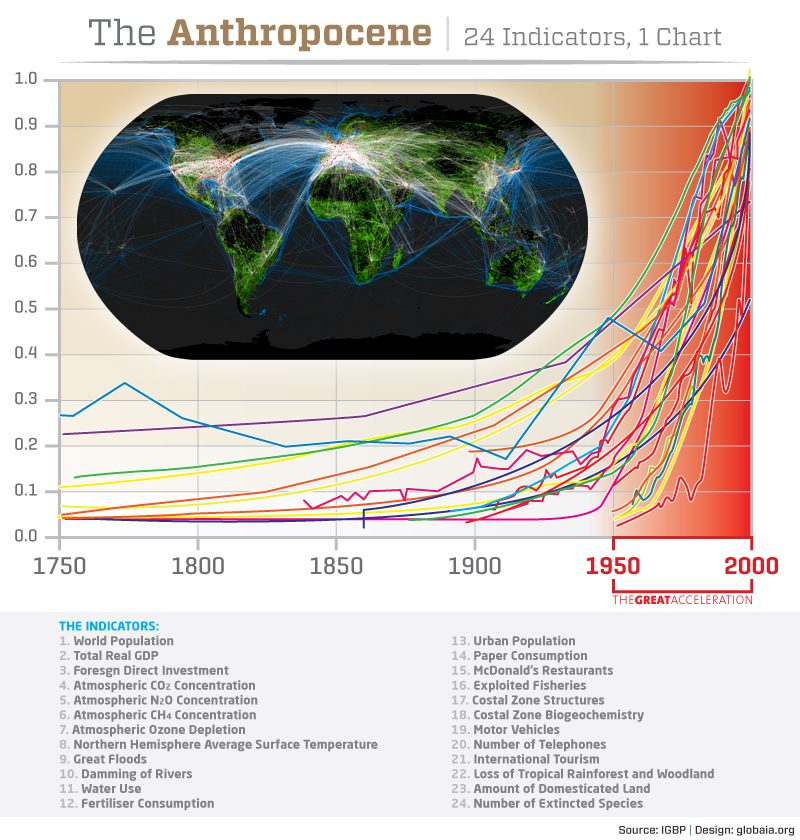 The Anthropocene | 24 Indicators, 1 Chart
1.0
0.9
0.8
0.7
0.6
0.5
0.4
0.3
0.2
0.1
0.0
1750 1800 1850 1900 1950 2000
THEGREATACCELERATION
THE INDICATORS:
1. World Population
2. Total Real GDP
3. Foresgn Direct Investment
4. Atmospheric CO2 Concentration
5. Atmospheric N2O Concentration
6. Atmospheric CH4 Concentration
7. Atmospheric Ozone Depletion
8. Northern Hemisphere Average Surface Temperature
9. Great Floods
10. Damming of Rivers
11. Water Use
12. Fertiliser Consumption
13. Urban Population
14. Paper Consumption
15. McDonald's Restaurants
16. Exploited Fisheries
17. Costal Zone Structures
18. Costal Zone Biogeochemistry
19. Motor Vehicles
20. Number of Telephones
21. International Tourism
22. Loss of Tropical Rainforest and Woodland
23. Amount of Domesticated Land
24. Number of Extincted Species
Source: IGBP | Design: globaia.org